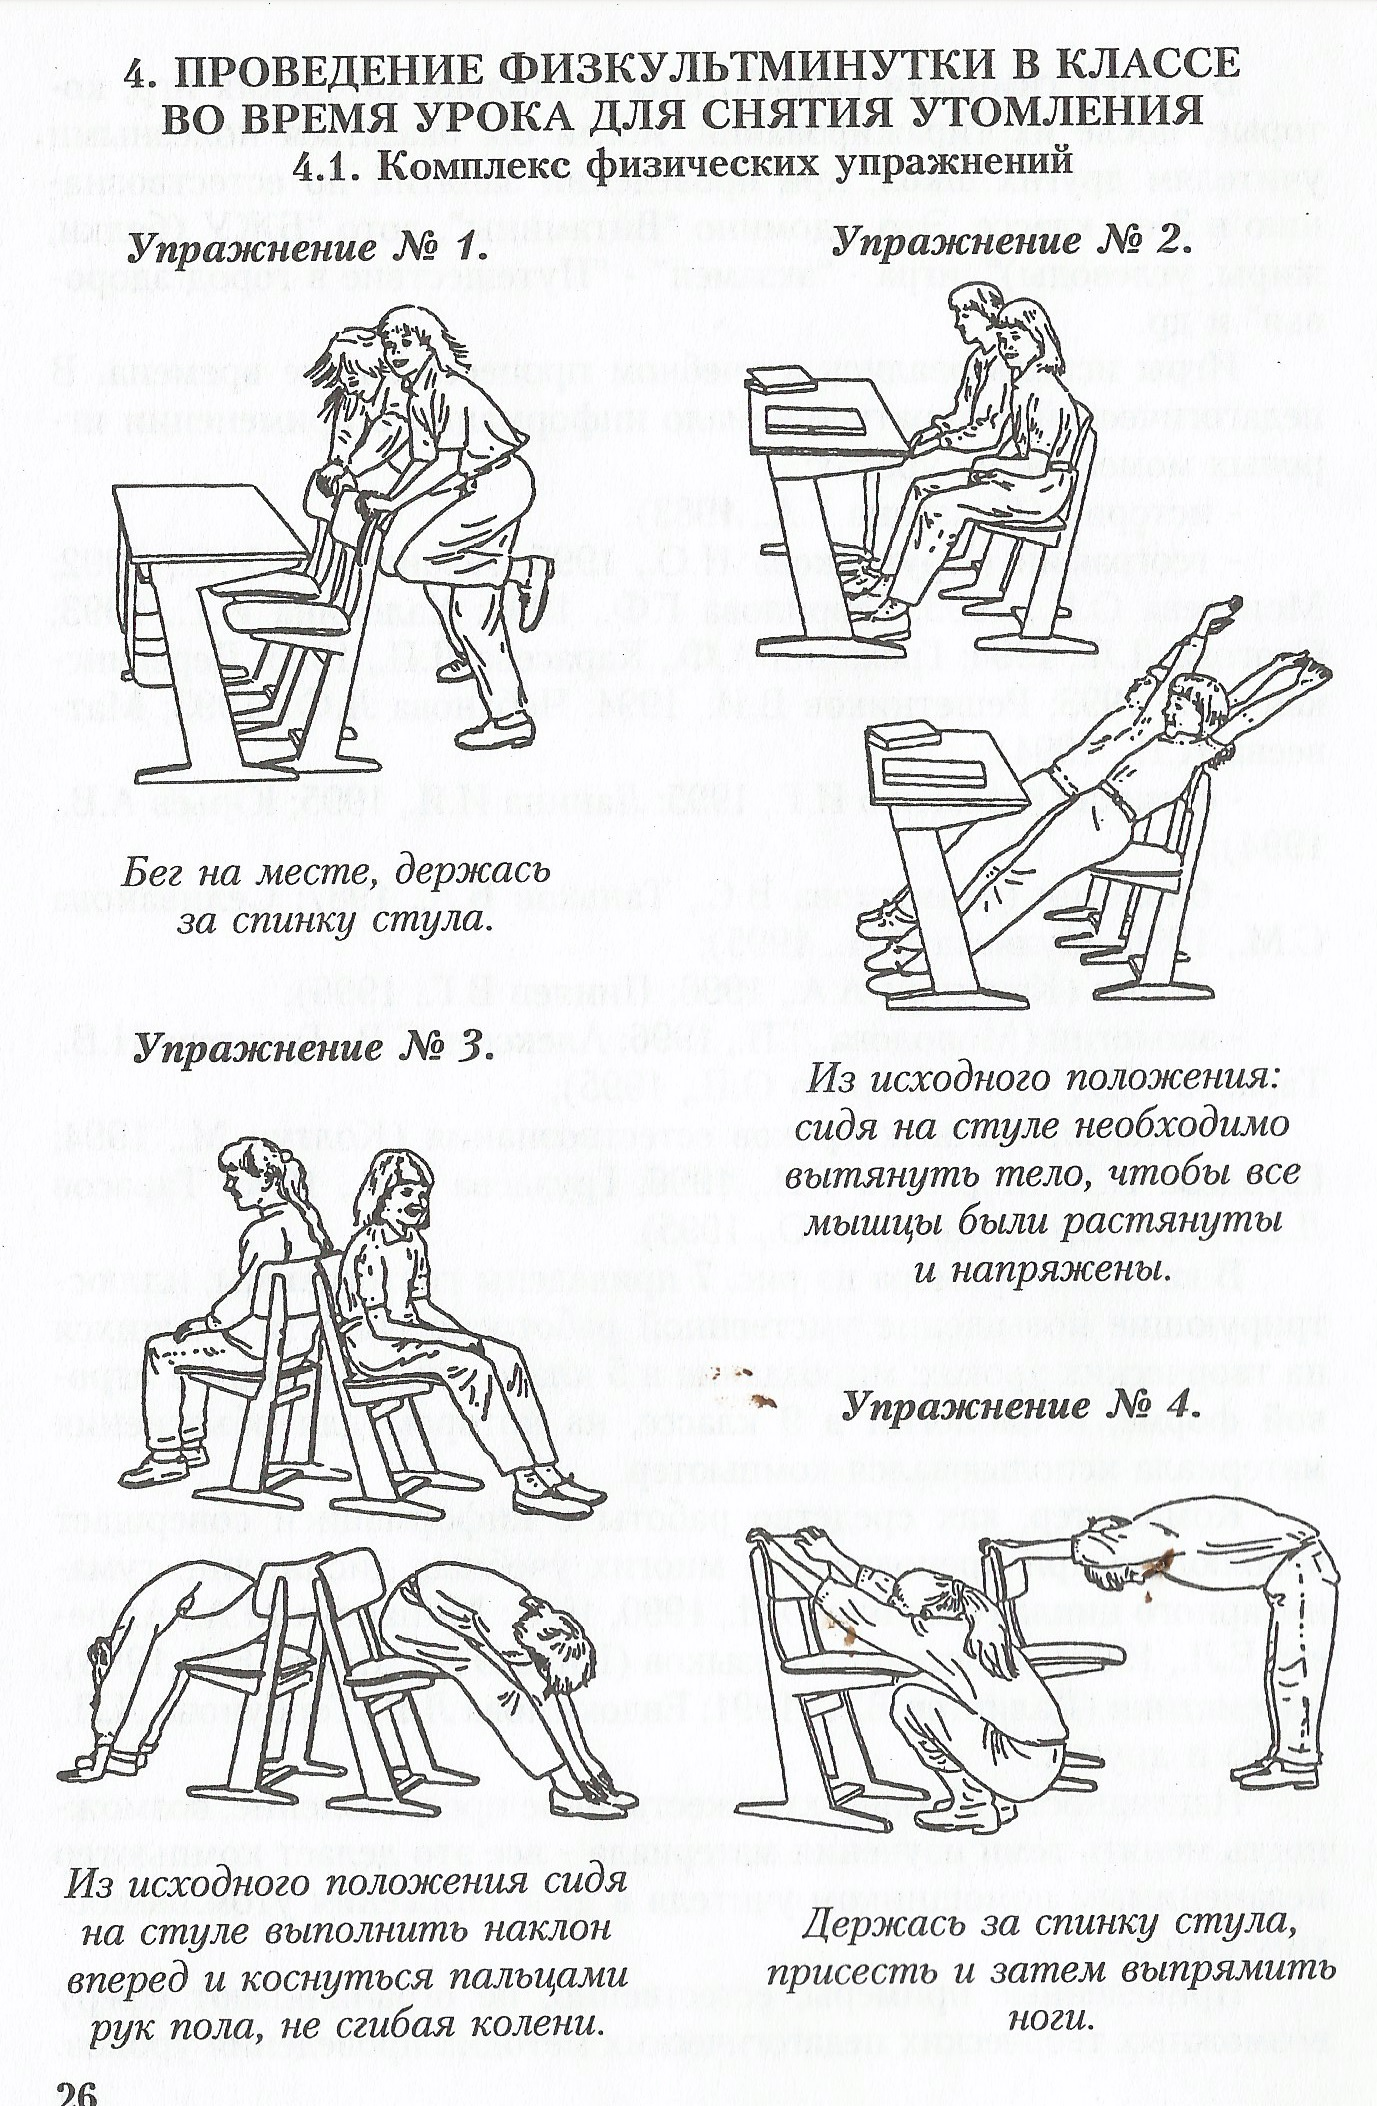 4. ПРОВЕДЕНИЕ ФИЗКУЛЬТМИНУТКИ В КЛАССЕ
ВО ВРЕМЯ УРОКА ДЛЯ СНЯТИЯ УТОМЛЕНИЯ
4.1. Комплекс физических упражнений
Упражнение № 1.
Бег на месте, держась
за спинку стула.
Упражнение № 2.
Из исходного положения:
сидя на стуле необходимо
вытянуть тело, чтобы все
мышцы были растянуты
и напряжены.
Упражнение № 3.
Из исходного положения сидя
на стуле выполнить наклон
вперед и коснуться пальцами
рук пола, не сгибая колени.
Упражнение № 4.
Держась за спинку стула,
присесть и затем выпрямить
ноги.
26